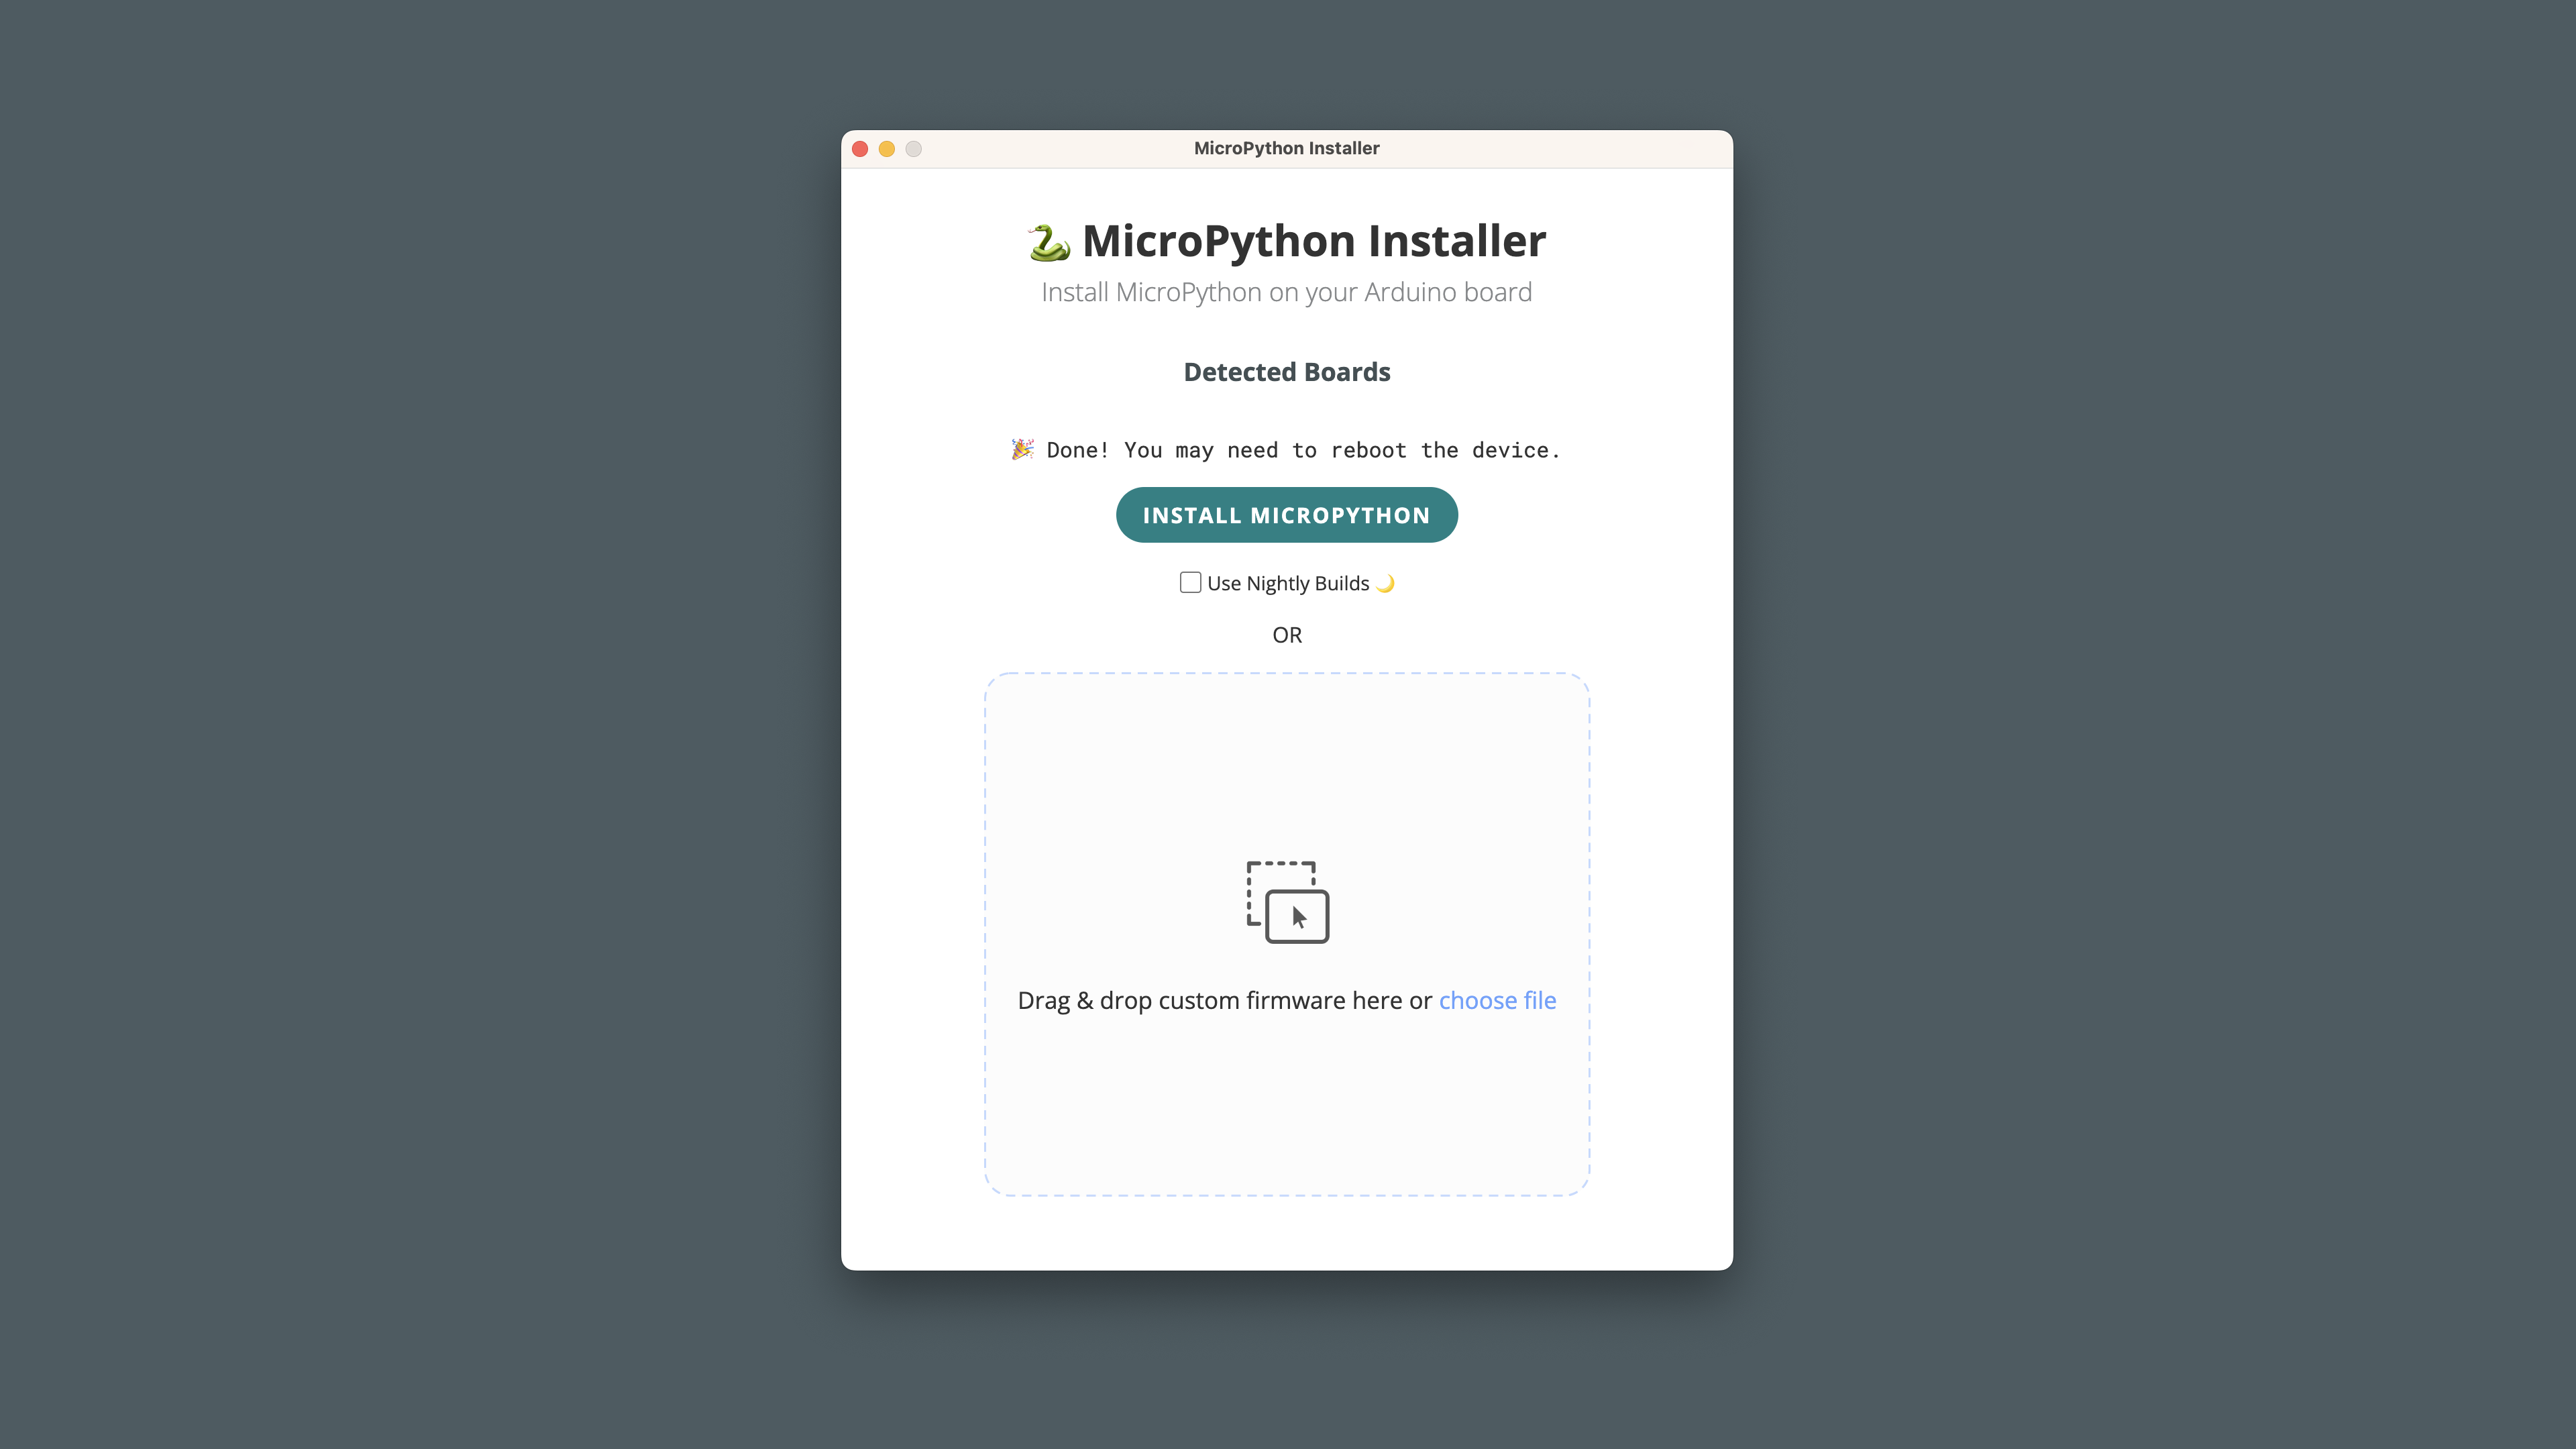 MicroPython Installer
🐍 MicroPython Installer
Install MicroPython on your Arduino board
Detected Boards
🎉 Done! You may need to reboot the device.
INSTALL MICROPYTHON
Use Nightly Builds 🌙
OR
Drag & drop custom firmware here or choose file